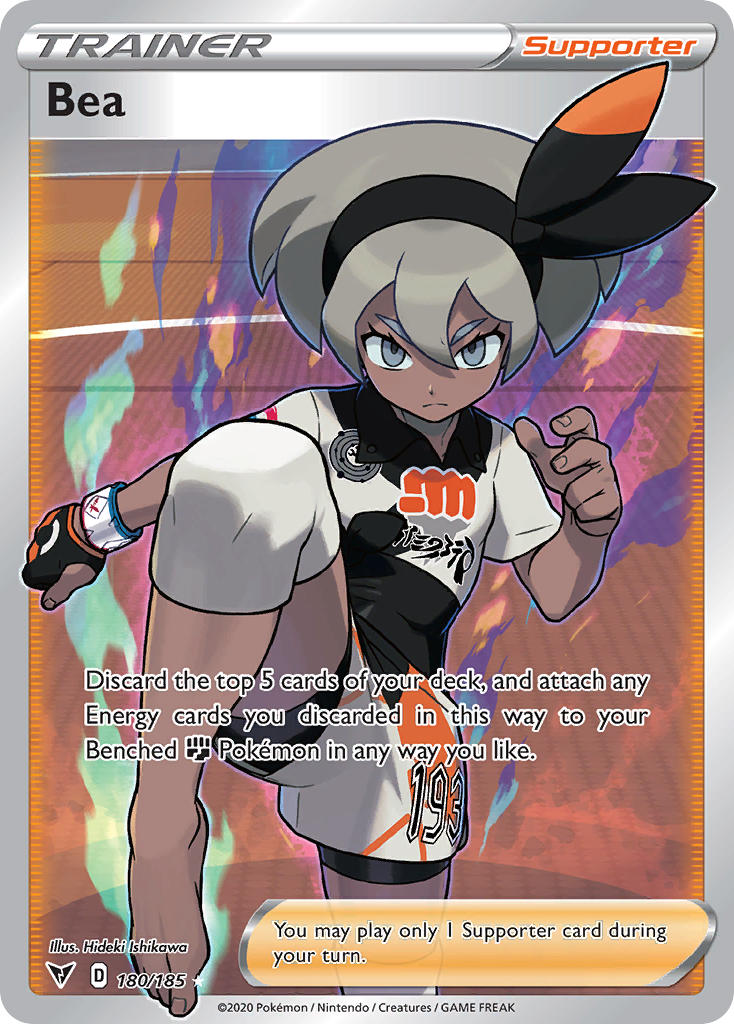 TRAINER
Supporter
Bea
193
Discard the top 5 cards of your deck, and attach any
Energy cards you discarded in this way to your
Benched Pokémon in any way you like.
You may play only 1 Supporter card during
your turn.
Illus. Hideki Ishikawa
D 180/185
©2020 Pokémon / Nintendo / Creatures / GAME FREAK